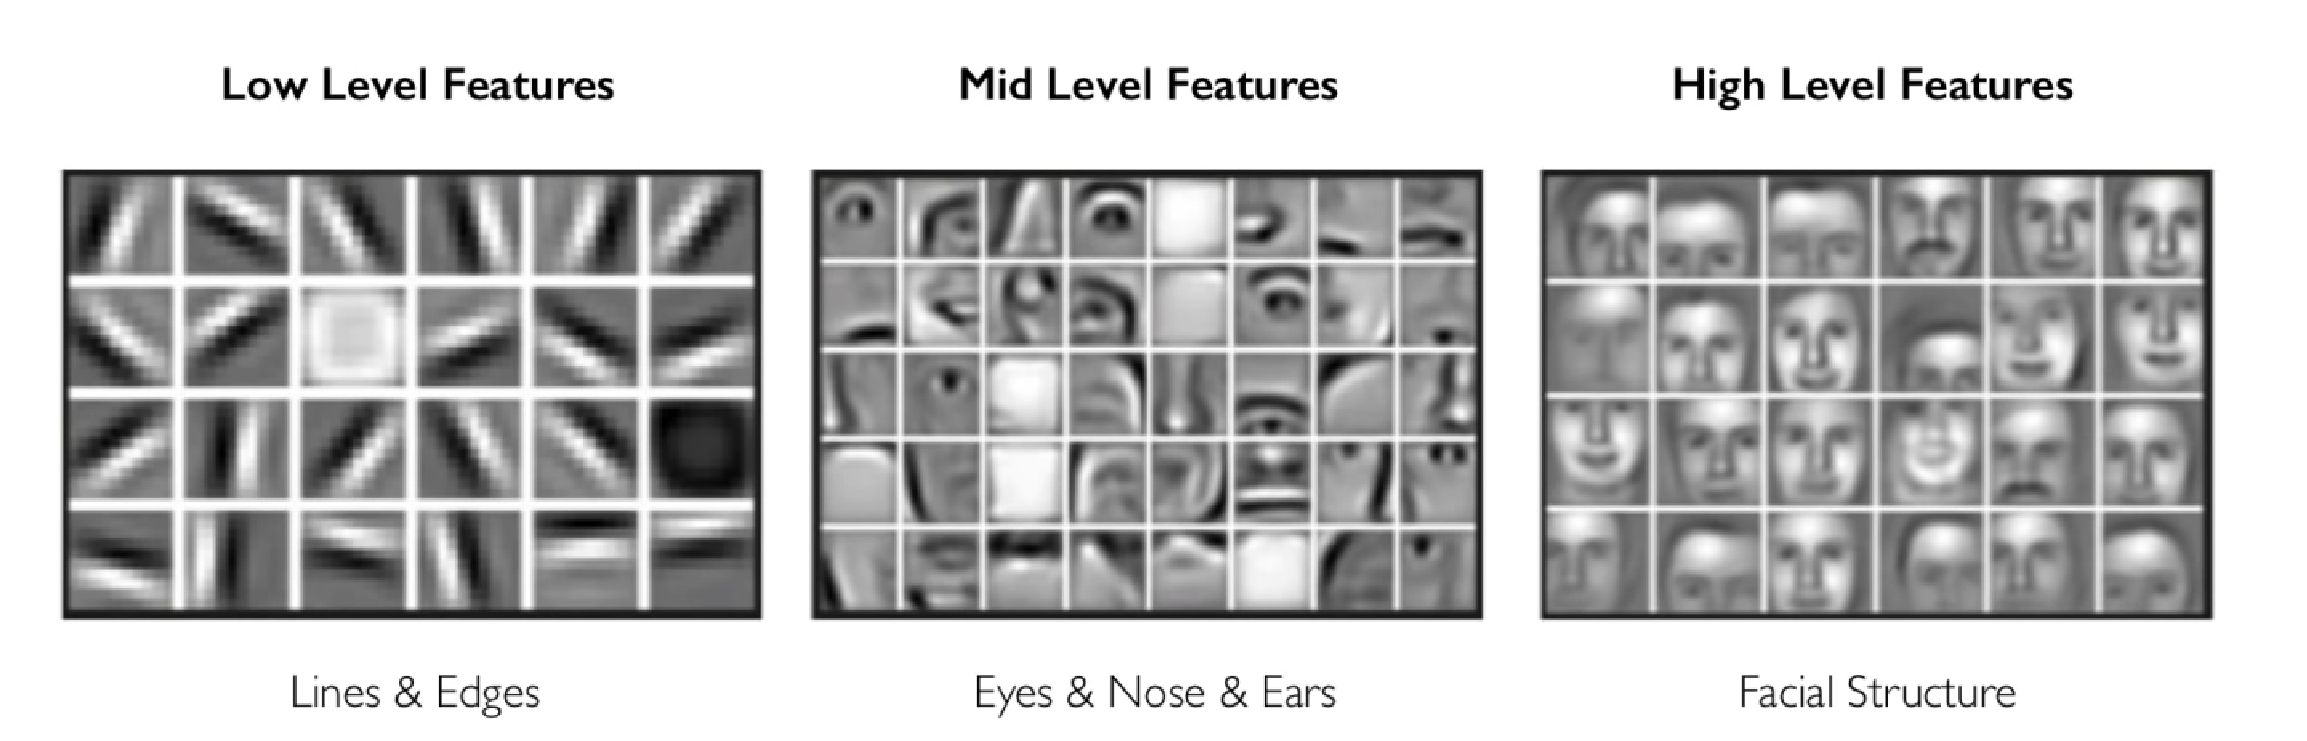 Low Level Features
Mid Level Features
High Level Features
Lines & Edges
Eyes & Nose & Ears
Facial Structure